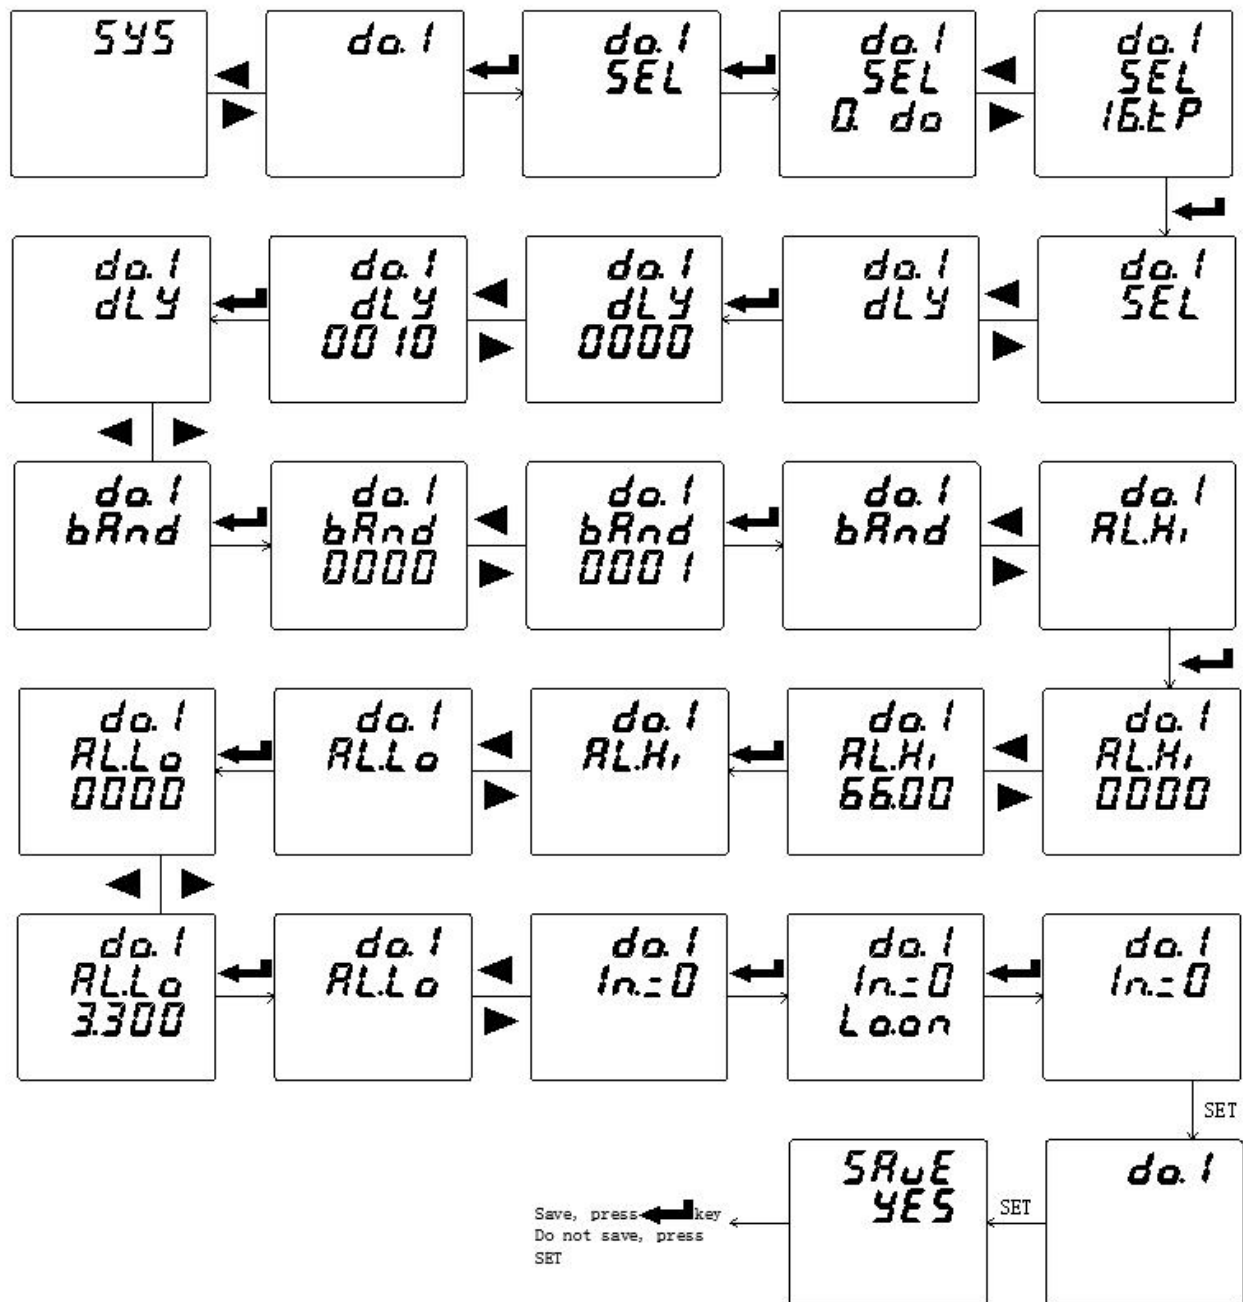 SYS
do.1
do.1
SEL
do.1
SEL
0. do
do.1
SEL
16.tP
do.1
dLY
do.1
dLY
0010
do.1
dLY
0000
do.1
dLY
do.1
SEL
do.1
bAnd
do.1
bAnd
0000
do.1
bAnd
0001
do.1
bAnd
do.1
AL.Hi
do.1
AL.Lo
0000
do.1
AL.Lo
do.1
AL.Hi
do.1
AL.Hi
66.00
do.1
AL.Hi
0000
do.1
AL.Lo
3.300
do.1
AL.Lo
do.1
In.=0
do.1
In.=0
Lo.on
do.1
In.=0
SET
SAvE
YES
SET
do.1
Save, press key
Do not save, press
SET